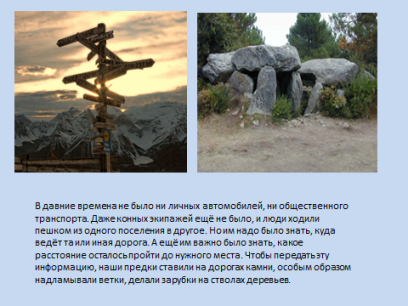 В давние времена не было ни личных автомобилей, ни общественного
транспорта. Даже конных экипажей ещё не было, и люди ходили
пешком из одного поселения в другое. Но им надо было знать, куда
ведёт та или иная дорога. А ещё им важно было знать, какое
расстояние осталось пройти до нужного места. Чтобы передать эту
информацию, наши предки ставили на дорогах камни, особым образом
надламывали ветки, делали зарубки на стволах деревьев.